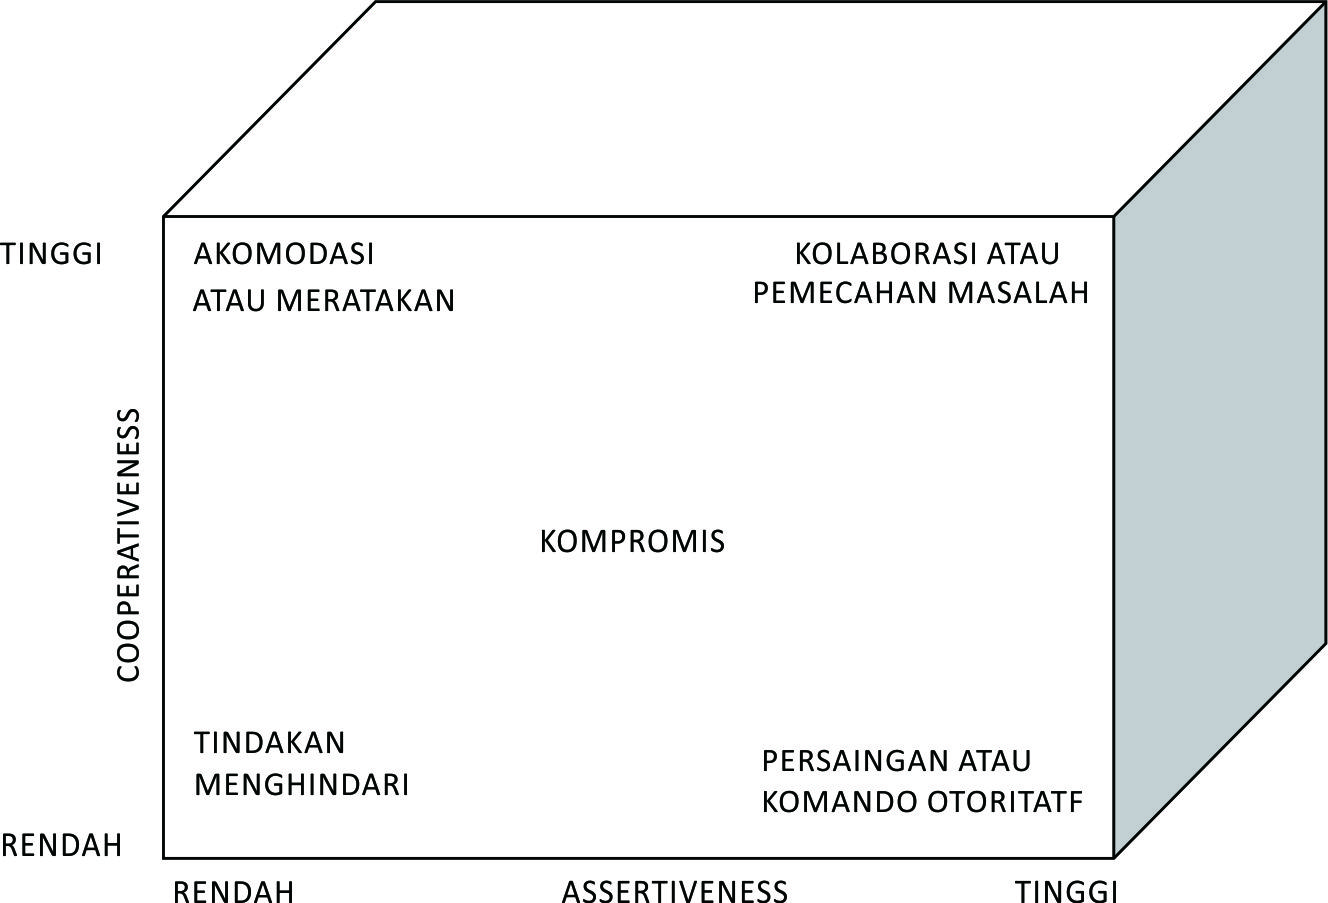 TINGGI
AKOMODASI
ATAU MERATAKAN
KOLABORASI ATAU
PEMECAHAN MASALAH
COOPERATIVENESS
KOMPROMIS
TINDAKAN
MENGHINDARI
PERSAINGAN ATAU
KOMANDO OTORITATF
RENDAH
RENDAH
ASSERTIVENESS
TINGGI